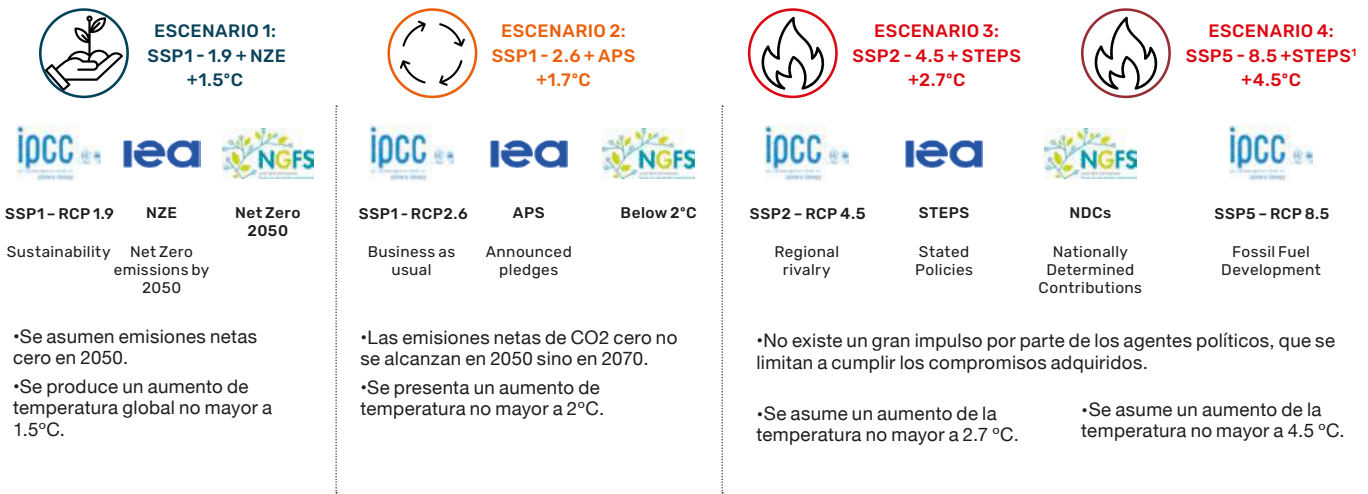 ESCENARIO 1:
SSP1 - 1.9 + NZE
+1.5°C
ESCENARIO 2:
SSP1 - 2.6 + APS
+1.7°C
ESCENARIO 3:
SSP2 - 4.5 + STEPS
+2.7°C
ESCENARIO 4:
SSP5 - 8.5 +STEPS¹
+4.5°C
ipcc
iea
NGFS
ipcc
iea
NGFS
ipcc
iea
NGFS
ipcc
SSP1 – RCP 1.9
Sustainability
NZE
Net Zero
emissions by
2050
Net Zero
2050
SSP1 - RCP2.6
Business as
usual
APS
Announced
pledges
Below 2ºC
SSP2 – RCP 4.5
Regional
rivalry
STEPS
Stated
Policies
NDCs
Nationally
Determined
Contributions
SSP5 – RCP 8.5
Fossil Fuel
Development
•Se asumen emisiones netas
cero en 2050.
•Se produce un aumento de
temperatura global no mayor a
1.5ºC.
•Las emisiones netas de CO2 cero no
se alcanzan en 2050 sino en 2070.
•Se presenta un aumento de
temperatura no mayor a 2ºC.
•No existe un gran impulso por parte de los agentes políticos, que se
limitan a cumplir los compromisos adquiridos.
•Se asume un aumento de la
temperatura no mayor a 2.7 ºC.
•Se asume un aumento de la
temperatura no mayor a 4.5 ºC.